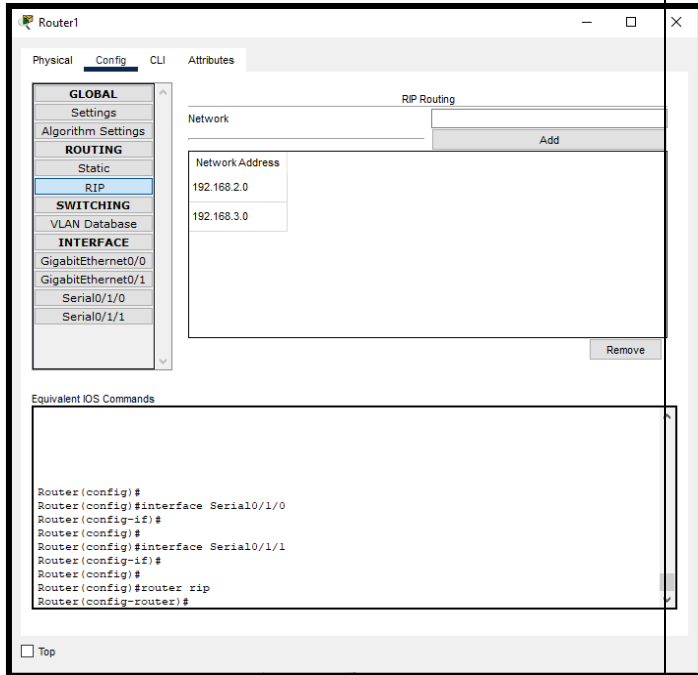 Router1
Physical Config CLI Attributes
GLOBAL
Settings
Algorithm Settings
ROUTING
Static
RIP
SWITCHING
VLAN Database
INTERFACE
GigabitEthernet0/0
GigabitEthernet0/1
Serial0/1/0
Serial0/1/1
RIP Routing
Network
Add
Network Address
192.168.2.0
192.168.3.0
Remove
Equivalent IOS Commands
Router(config)#
Router(config)#interface Serial0/1/0
Router(config-if)#
Router(config)#
Router(config)#interface Serial0/1/1
Router(config-if)#
Router(config)#
Router(config)#router rip
Router(config-router)#
Top